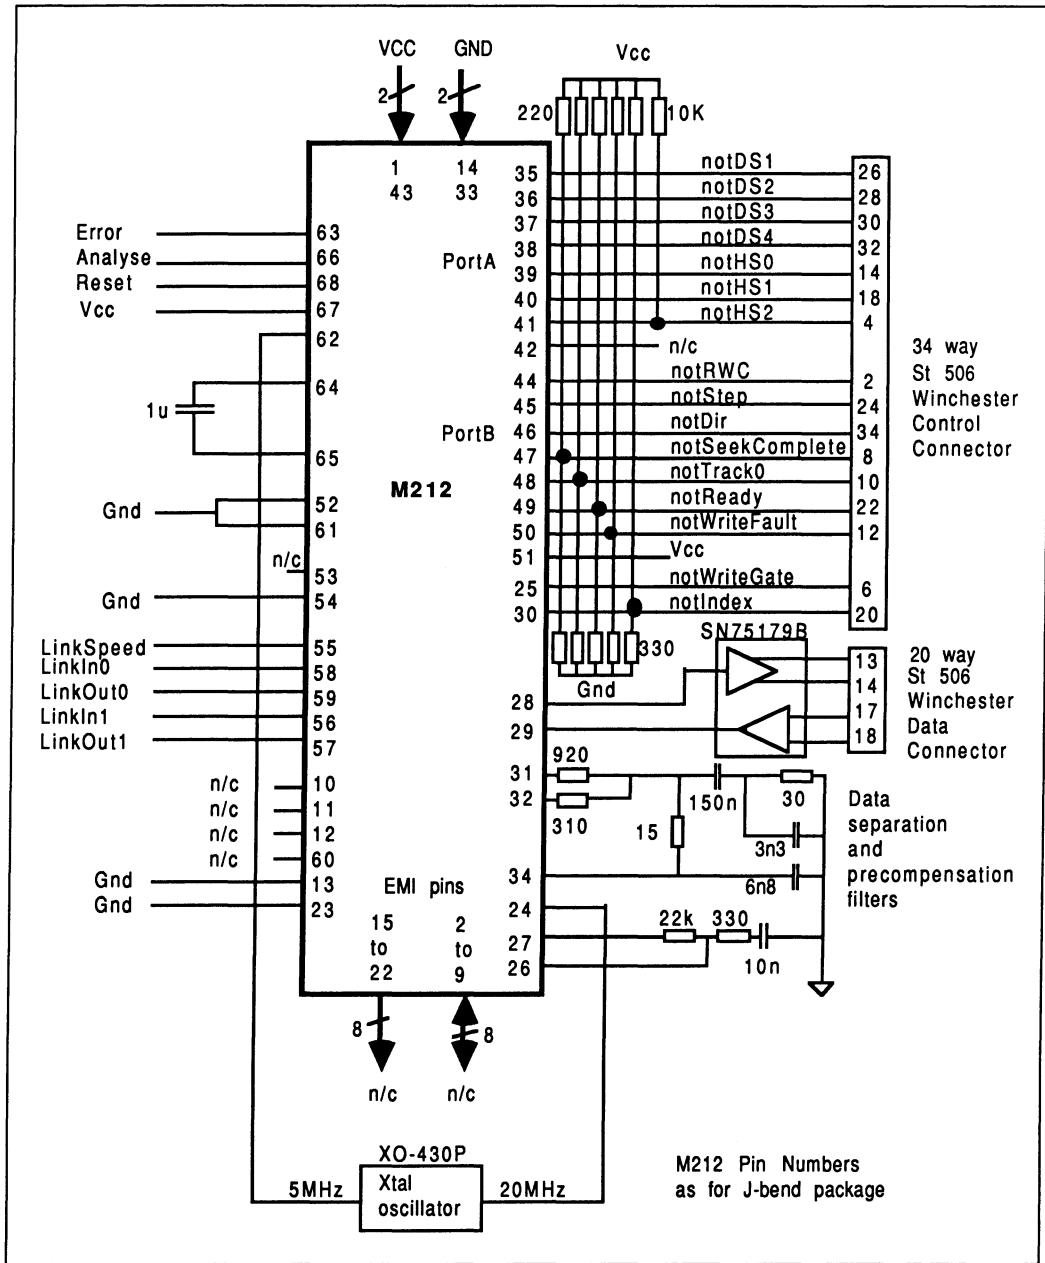 VCC GND
Vcc
2 2
220 10K
1 14
43 33
35 notDS1 26
36 notDS2 28
37 notDS3 30
38 notDS4 32
PortA
39 notHS0 14
40 notHS1 18
41 notHS2 4
42 n/c
44 notRWC 2
45 notStep 24
PortB 46 notDir 34
47 notSeekComplete 8
48 notTrack0 10
49 notReady 22
50 notWriteFault 12
51 Vcc
25 notWriteGate 6
30 notIndex 20
34 way
St 506
Winchester
Control
Connector
Error 63
Analyse 66
Reset 68
Vcc 67
62
64
1u
65
M212
Gnd 52
61
n/c 53
Gnd 54
LinkSpeed 55
LinkIn0 58
LinkOut0 59
LinkIn1 56
LinkOut1 57
n/c 10
n/c 11
n/c 12
n/c 60
Gnd 13
Gnd 23
330
Gnd
SN75179B
28
29
13
14
17
18
20 way
St 506
Winchester
Data
Connector
31 920
32 310
150n 30
15
3n3
34 6n8
24
27 22k 330
26 10n
Data
separation
and
precompensation
filters
EMI pins
15 2
to to
22 9
8 8
n/c n/c
XO-430P
5MHz Xtal 20MHz
oscillator
M212 Pin Numbers
as for J-bend package